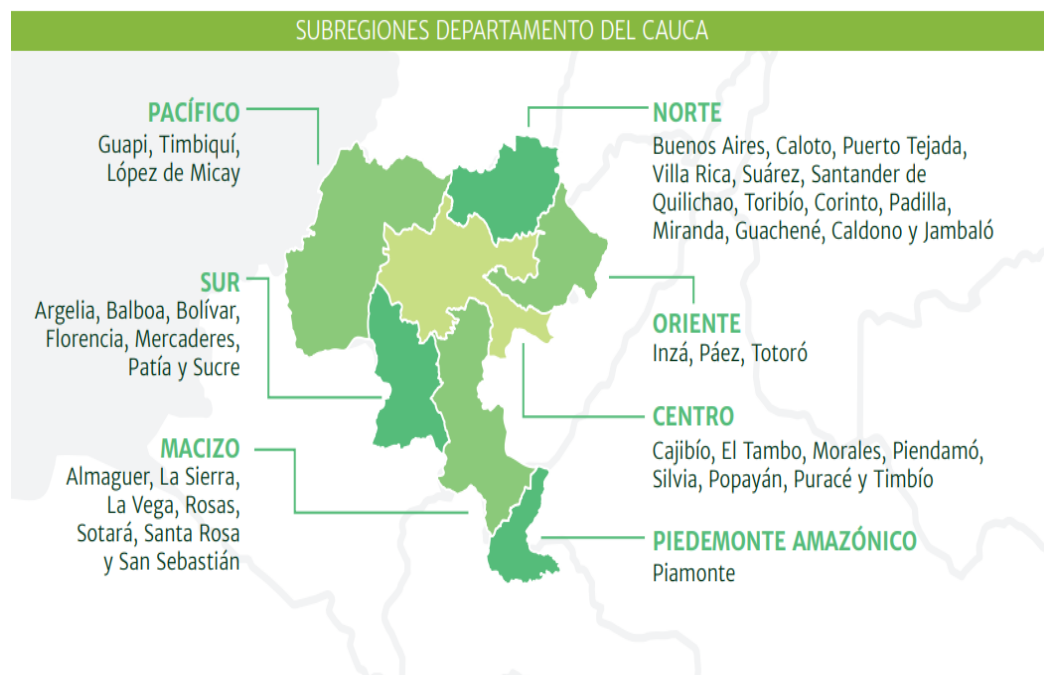 SUBREGIONES DEPARTAMENTO DEL CAUCA
PACÍFICO
Guapi, Timbiquí,
López de Micay
SUR
Argelia, Balboa, Bolívar,
Florencia, Mercaderes,
Patía y Sucre
MACIZO
Almaguer, La Sierra,
La Vega, Rosas,
Sotará, Santa Rosa
y San Sebastián
NORTE
Buenos Aires, Caloto, Puerto Tejada,
Villa Rica, Suárez, Santander de
Quilichao, Toribío, Corinto, Padilla,
Miranda, Guachené, Caldono y Jambaló
ORIENTE
Inzá, Páez, Totoró
CENTRO
Cajibío, El Tambo, Morales, Piendamó,
Silvia, Popayán, Puracé y Timbío
PIEDEMONTE AMAZÓNICO
Piamonte